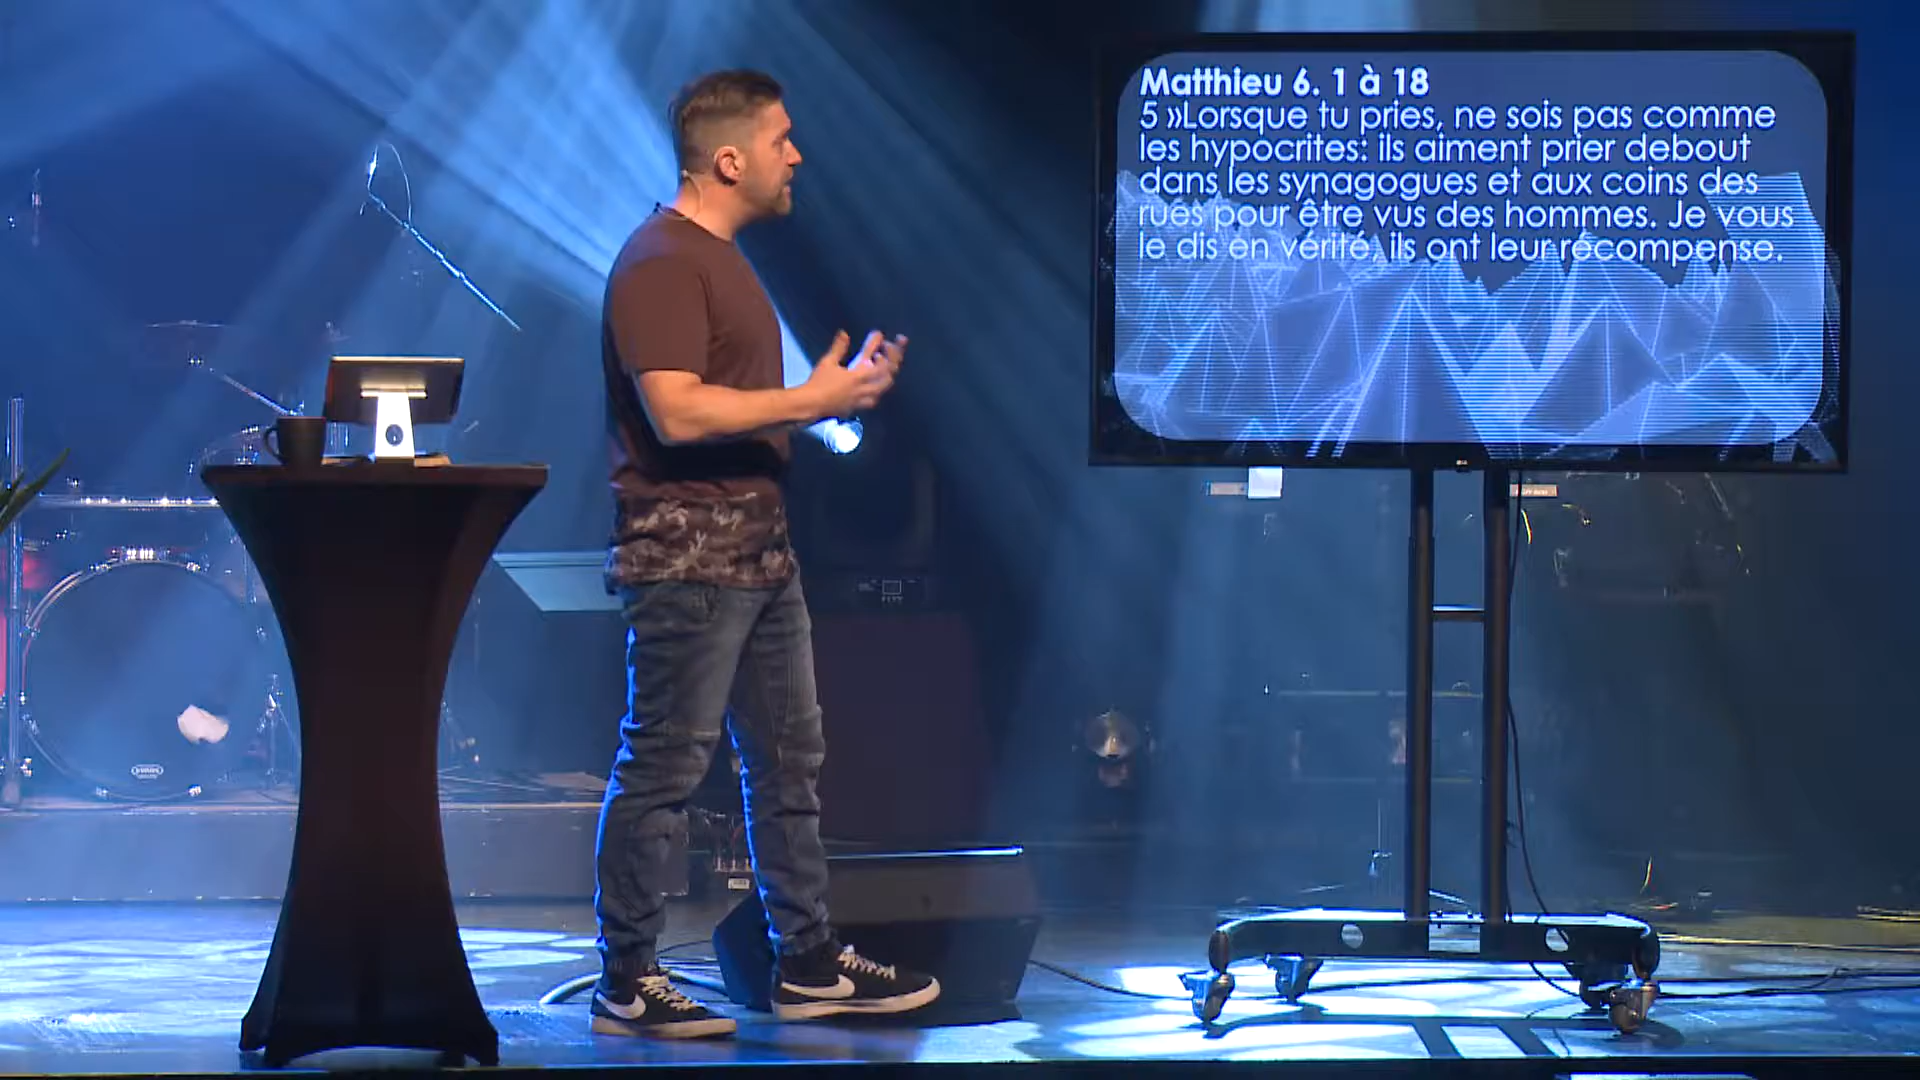 Matthieu 6. 1 à 18
5 »Lorsque tu pries, ne sois pas comme
les hypocrites: ils aiment prier debout
dans les synagogues et aux coins des
rues pour être vus des hommes. Je vous
le dis en vérité, ils ont leur récompense.